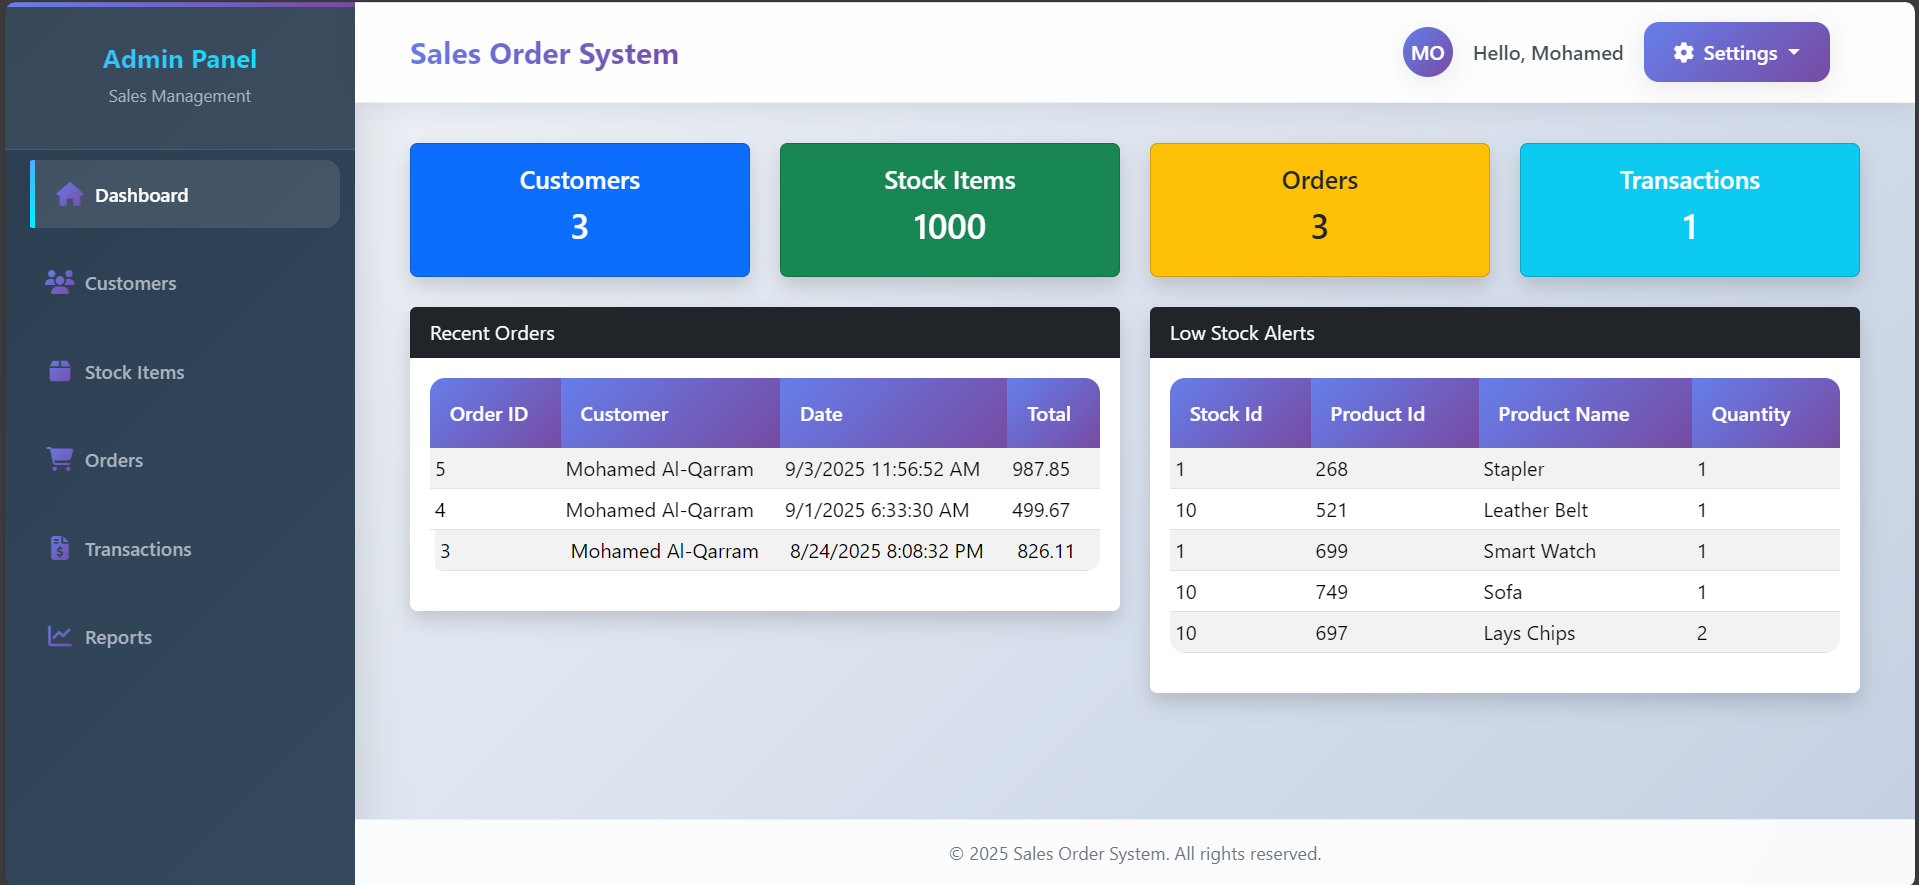 Admin Panel
Sales Management
Dashboard
Customers
Stock Items
Orders
Transactions
Reports
Sales Order System
MO
Hello, Mohamed
Settings
Customers
3
Stock Items
1000
Orders
3
Transactions
1
Recent Orders
Order ID Customer Date Total
5 Mohamed Al-Qarram 9/3/2025 11:56:52 AM 987.85
4 Mohamed Al-Qarram 9/1/2025 6:33:30 AM 499.67
3 Mohamed Al-Qarram 8/24/2025 8:08:32 PM 826.11
Low Stock Alerts
Stock Id Product Id Product Name Quantity
1 268 Stapler 1
10 521 Leather Belt 1
1 699 Smart Watch 1
10 749 Sofa 1
10 697 Lays Chips 2
© 2025 Sales Order System. All rights reserved.